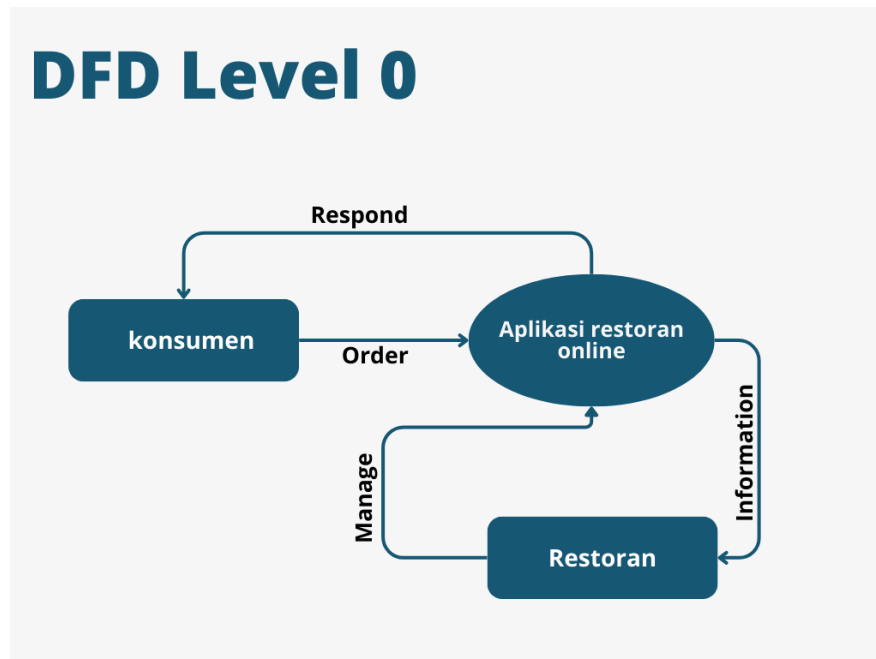 DFD Level 0
Respond
konsumen
Order
Aplikasi restoran
online
Manage
Information
Restoran